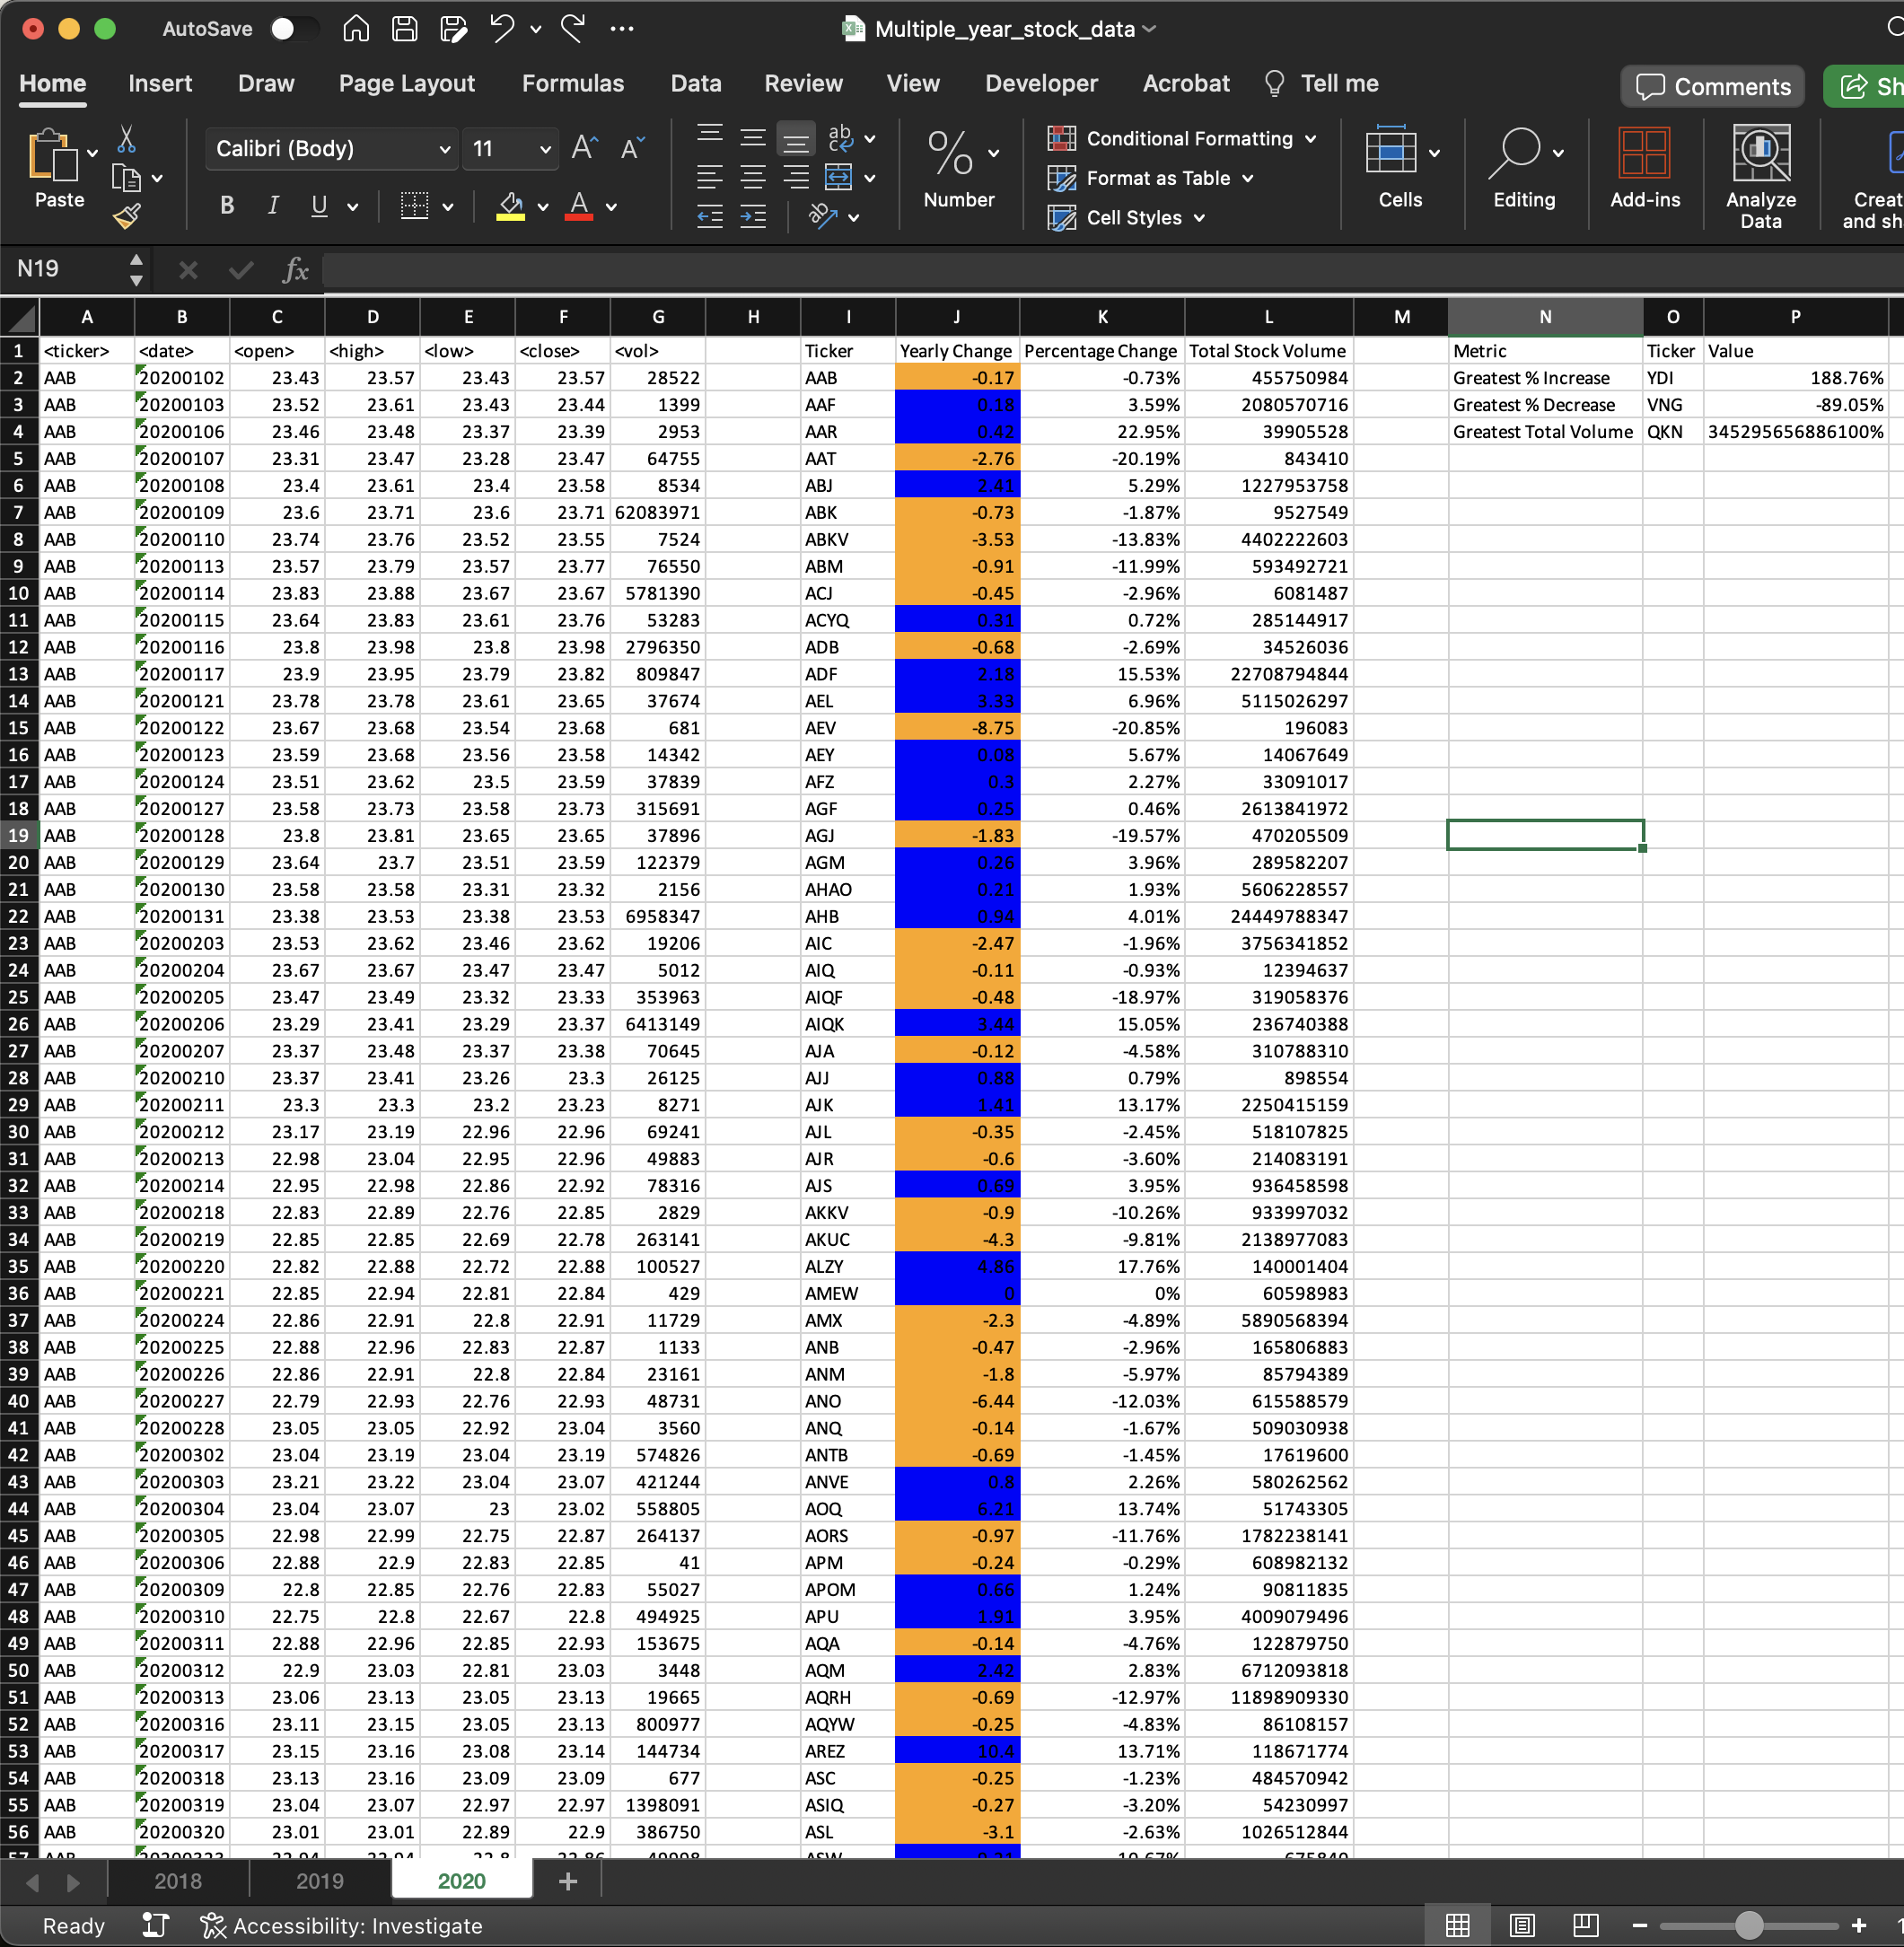 AutoSave Multiple_year_stock_data
Home Insert Draw Page Layout Formulas Data Review View Developer Acrobat Tell me Comments Sh
Paste Calibri (Body) 11 Number Conditional Formatting Format as Table Cell Styles Cells Editing Add-ins Analyze Data Creat and sh
N19 fx
A B C D E F G H I J K L M N O P
1 <ticker> <date> <open> <high> <low> <close> <vol> Ticker Yearly Change Percentage Change Total Stock Volume Metric Ticker Value
2 AAB 20200102 23.43 23.57 23.43 23.57 28522 AAB -0.17 -0.73% 455750984 Greatest % Increase YDI 188.76%
3 AAB 20200103 23.52 23.61 23.43 23.44 1399 AAF 0.18 3.59% 2080570716 Greatest % Decrease VNG -89.05%
4 AAB 20200106 23.46 23.48 23.37 23.39 2953 AAR 0.42 22.95% 39905528 Greatest Total Volume QKN 345295656886100%
5 AAB 20200107 23.31 23.47 23.28 23.47 64755 AAT -2.76 -20.19% 843410
6 AAB 20200108 23.4 23.61 23.4 23.58 8534 ABJ 2.41 5.29% 1227953758
7 AAB 20200109 23.6 23.71 23.6 23.71 62083971 ABK -0.73 -1.87% 9527549
8 AAB 20200110 23.74 23.76 23.52 23.55 7524 ABKV -3.53 -13.83% 4402222603
9 AAB 20200113 23.57 23.79 23.57 23.77 76550 ABM -0.91 -11.99% 593492721
10 AAB 20200114 23.83 23.88 23.67 23.67 5781390 ACJ -0.45 -2.96% 6081487
11 AAB 20200115 23.64 23.83 23.61 23.76 53283 ACYQ 0.31 0.72% 285144917
12 AAB 20200116 23.8 23.98 23.8 23.98 2796350 ADB -0.68 -2.69% 34526036
13 AAB 20200117 23.9 23.95 23.79 23.82 809847 ADF 2.18 15.53% 22708794844
14 AAB 20200121 23.78 23.78 23.61 23.65 37674 AEL 3.33 6.96% 5115026297
15 AAB 20200122 23.67 23.68 23.54 23.68 681 AEV -8.75 -20.85% 196083
16 AAB 20200123 23.59 23.68 23.56 23.58 14342 AEY 0.08 5.67% 14067649
17 AAB 20200124 23.51 23.62 23.5 23.59 37839 AFZ 0.3 2.27% 33091017
18 AAB 20200127 23.58 23.73 23.58 23.73 315691 AGF 0.25 0.46% 2613841972
19 AAB 20200128 23.8 23.81 23.65 23.65 37896 AGJ -1.83 -19.57% 470205509
20 AAB 20200129 23.64 23.7 23.51 23.59 122379 AGM 0.26 3.96% 289582207
21 AAB 20200130 23.58 23.58 23.31 23.32 2156 AHAO 0.21 1.93% 5606228557
22 AAB 20200131 23.38 23.53 23.38 23.53 6958347 AHB 0.94 4.01% 24449788347
23 AAB 20200203 23.53 23.62 23.46 23.62 19206 AIC -2.47 -1.96% 3756341852
24 AAB 20200204 23.67 23.67 23.47 23.47 5012 AIQ -0.11 -0.93% 12394637
25 AAB 20200205 23.47 23.49 23.32 23.33 353963 AIQF -0.48 -18.97% 319058376
26 AAB 20200206 23.29 23.41 23.29 23.37 6413149 AIQK 3.44 15.05% 236740388
27 AAB 20200207 23.37 23.48 23.37 23.38 70645 AJA -0.12 -4.58% 310788310
28 AAB 20200210 23.37 23.41 23.26 23.3 26125 AJJ 0.88 0.79% 898554
29 AAB 20200211 23.3 23.3 23.2 23.23 8271 AJK 1.41 13.17% 2250415159
30 AAB 20200212 23.17 23.19 22.96 22.96 69241 AJL -0.35 -2.45% 518107825
31 AAB 20200213 22.98 23.04 22.95 22.96 49883 AJR -0.6 -3.60% 214083191
32 AAB 20200214 22.95 22.98 22.86 22.92 78316 AJS 0.69 3.95% 936458598
33 AAB 20200218 22.83 22.89 22.76 22.85 2829 AKKV -0.9 -10.26% 933997032
34 AAB 20200219 22.85 22.85 22.69 22.78 263141 AKUC -4.3 -9.81% 2138977083
35 AAB 20200220 22.82 22.88 22.72 22.88 100527 ALZY 4.86 17.76% 140001404
36 AAB 20200221 22.85 22.94 22.81 22.84 429 AMEW 0 0% 60598983
37 AAB 20200224 22.86 22.91 22.8 22.91 11729 AMX -2.3 -4.89% 5890568394
38 AAB 20200225 22.88 22.96 22.83 22.87 1133 ANB -0.47 -2.96% 165806883
39 AAB 20200226 22.86 22.91 22.8 22.84 23161 ANM -1.8 -5.97% 85794389
40 AAB 20200227 22.79 22.93 22.76 22.93 48731 ANO -6.44 -12.03% 615588579
41 AAB 20200228 23.05 23.05 22.92 23.04 3560 ANQ -0.14 -1.67% 509030938
42 AAB 20200302 23.04 23.19 23.04 23.19 574826 ANTB -0.69 -1.45% 17619600
43 AAB 20200303 23.21 23.22 23.04 23.07 421244 ANVE 0.8 2.26% 580262562
44 AAB 20200304 23.04 23.07 23 23.02 558805 AOQ 6.21 13.74% 51743305
45 AAB 20200305 22.98 22.99 22.75 22.87 264137 AORS -0.97 -11.76% 1782238141
46 AAB 20200306 22.88 22.9 22.83 22.85 41 APM -0.24 -0.29% 608982132
47 AAB 20200309 22.8 22.85 22.76 22.83 55027 APOM 0.66 1.24% 90811835
48 AAB 20200310 22.75 22.8 22.67 22.8 494925 APU 1.91 3.95% 4009079496
49 AAB 20200311 22.88 22.96 22.85 22.93 153675 AQA -0.14 -4.76% 122879750
50 AAB 20200312 22.9 23.03 22.81 23.03 3448 AQM 2.42 2.83% 6712093818
51 AAB 20200313 23.06 23.13 23.05 23.13 19665 AQRH -0.69 -12.97% 11898909330
52 AAB 20200316 23.11 23.15 23.05 23.13 800977 AQYW -0.25 -4.83% 86108157
53 AAB 20200317 23.15 23.16 23.08 23.14 144734 AREZ 10.4 13.71% 118671774
54 AAB 20200318 23.13 23.16 23.09 23.09 677 ASC -0.25 -1.23% 484570942
55 AAB 20200319 23.04 23.07 22.97 22.97 1398091 ASIQ -0.27 -3.20% 54230997
56 AAB 20200320 23.01 23.01 22.89 22.9 386750 ASL -3.1 -2.63% 1026512844
2018 2019 2020
Ready Accessibility: Investigate